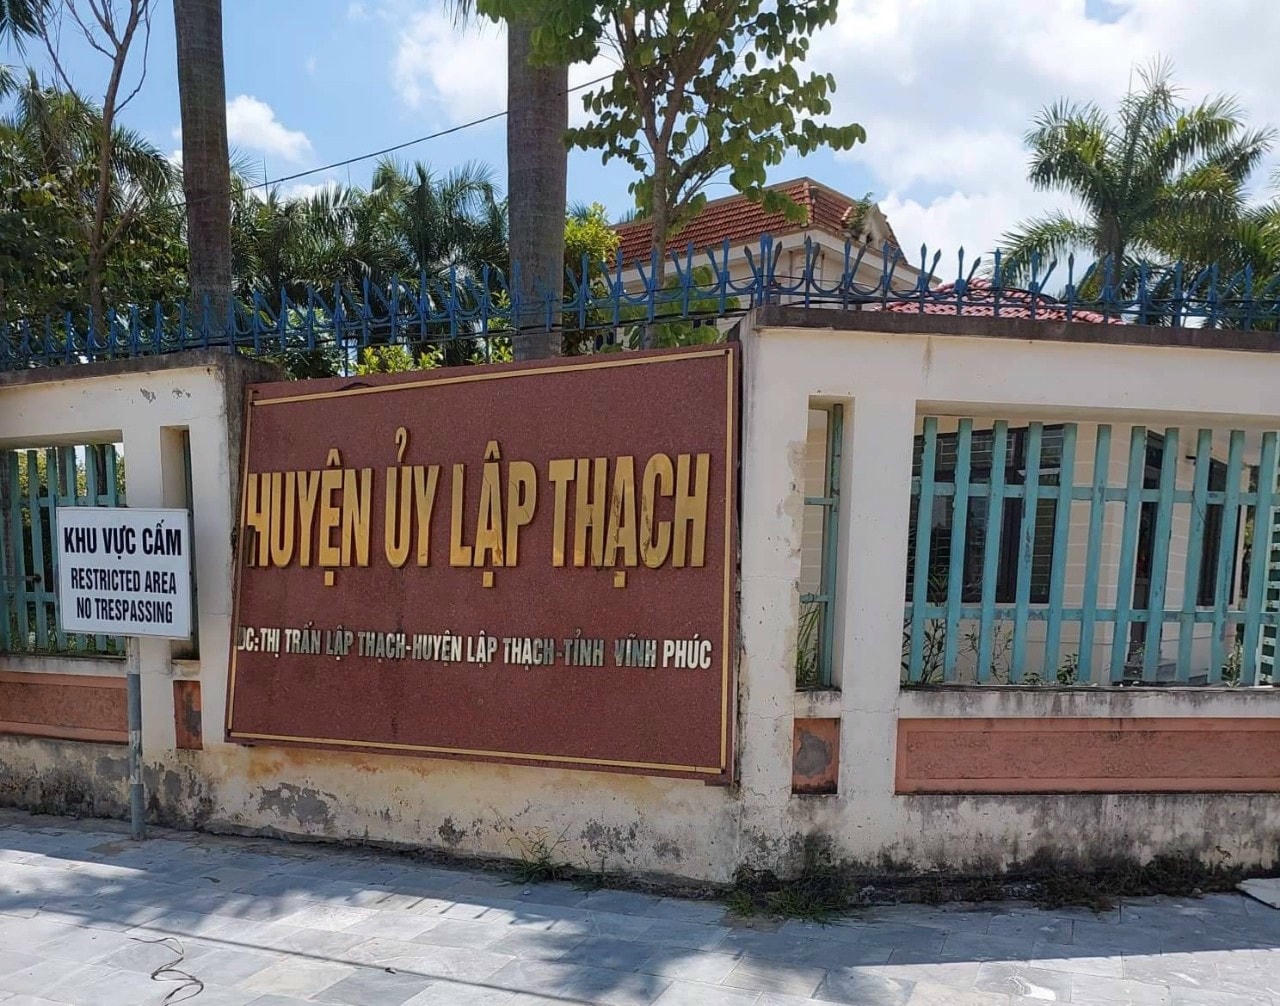 KHU VỰC CẤM
RESTRICTED AREA
NO TRESPASSING
HUYỆN ỦY LẬP THẠCH
ĐC: THỊ TRẤN LẬP THẠCH-HUYỆN LẬP THẠCH-TỈNH VĨNH PHÚC